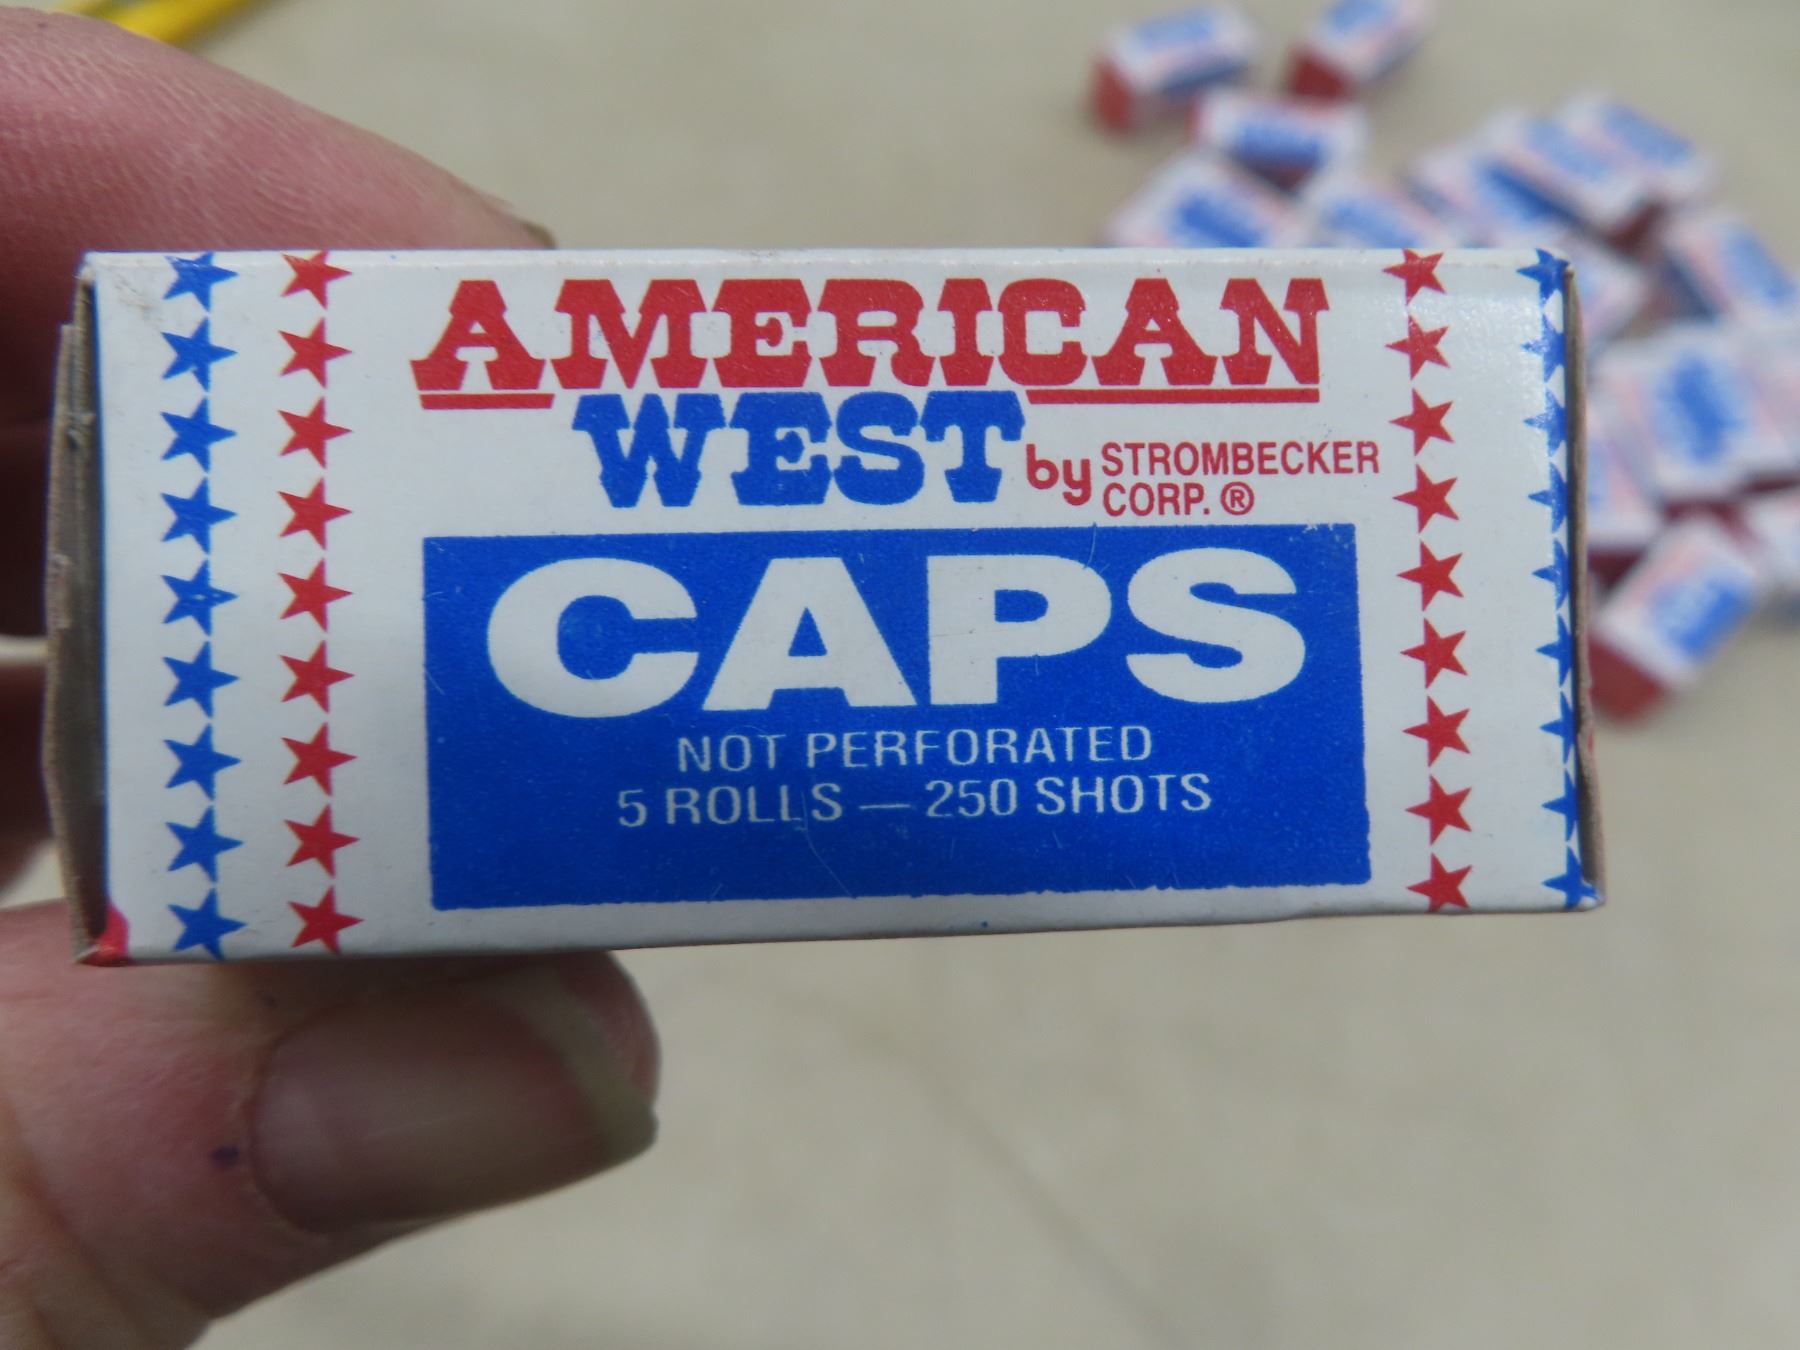 AMERICAN
WEST by STROMBECKER
CORP. ®
CAPS
NOT PERFORATED
5 ROLLS — 250 SHOTS